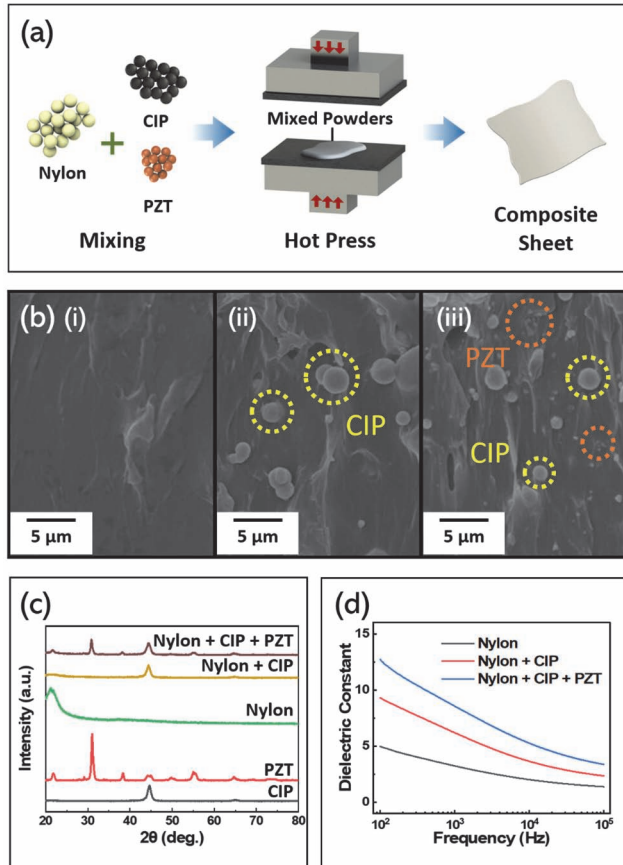 (a)
Nylon
CIP
PZT
Mixing
Mixed Powders
Hot Press
Composite
Sheet
(b) (i)
5 μm
(ii)
CIP
5 μm
(iii)
PZT
CIP
5 μm
(c)
Nylon + CIP + PZT
Nylon + CIP
Nylon
PZT
CIP
Intensity (a.u.)
20 30 40 50 60 70 80
2θ (deg.)
(d)
Nylon
Nylon + CIP
Nylon + CIP + PZT
Dielectric Constant
15
10
5
0
10² 10³ 10⁴ 10⁵
Frequency (Hz)